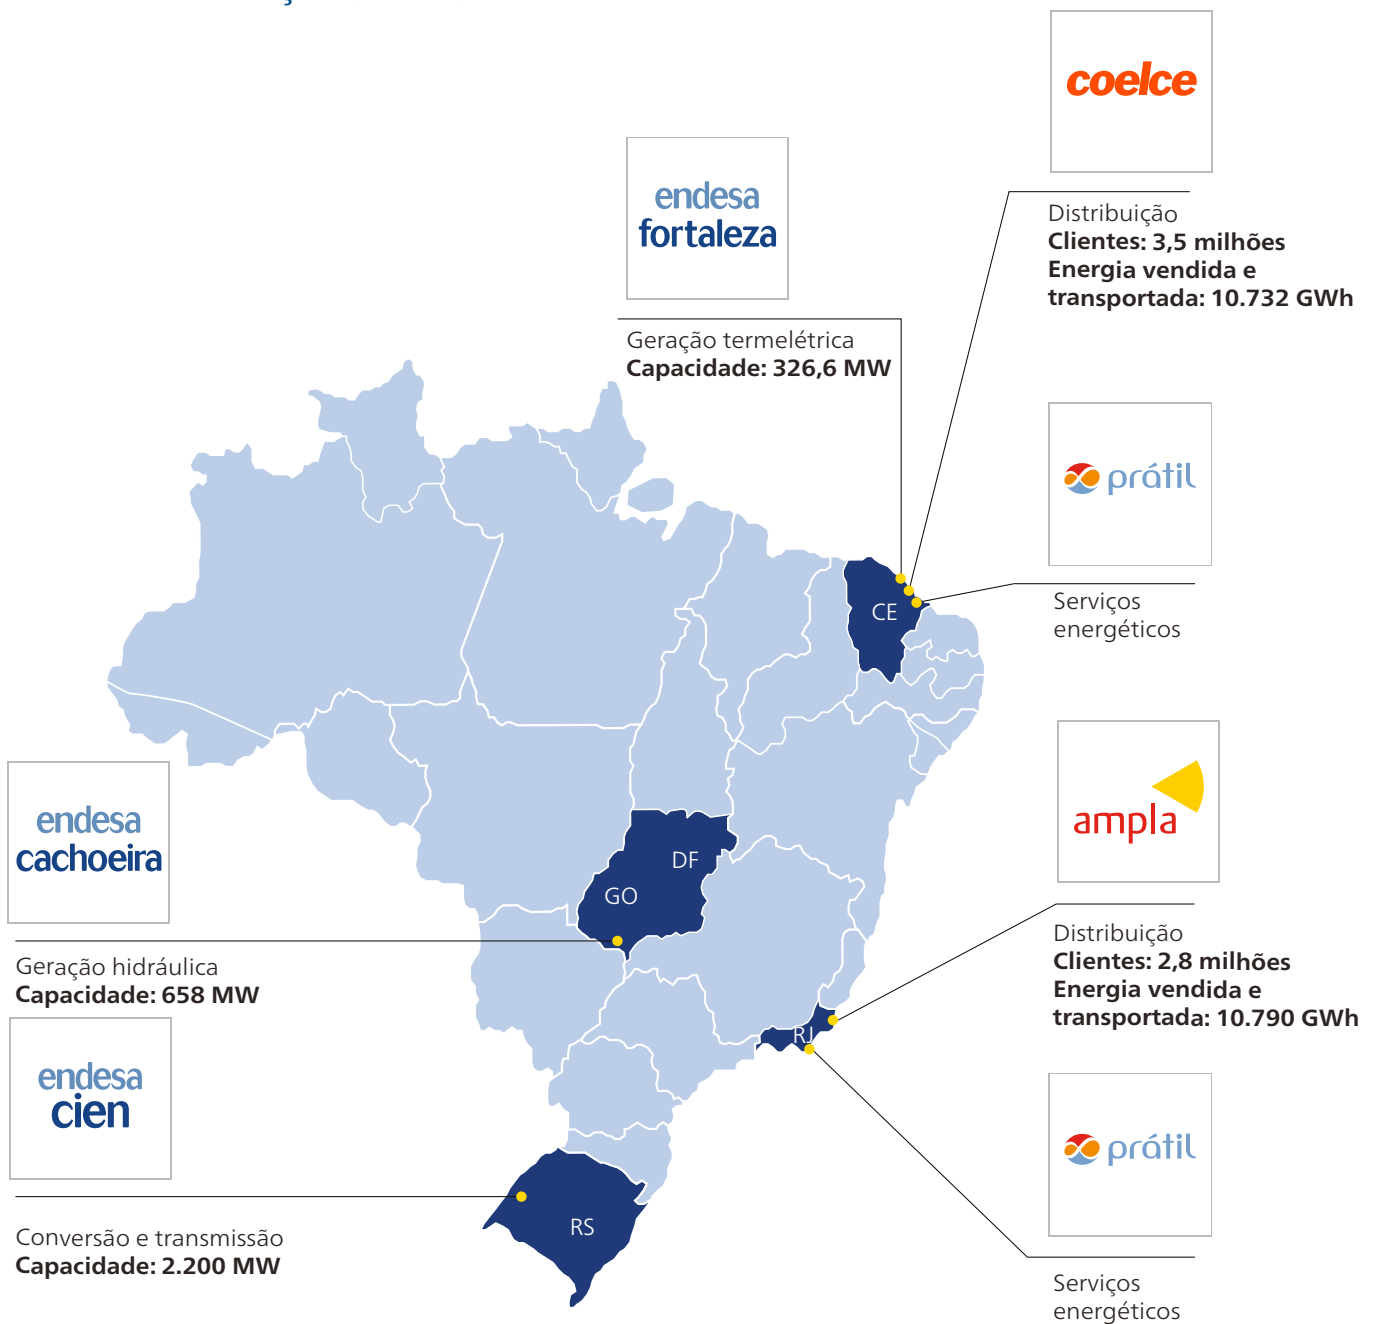 coelce
Distribuição
Clientes: 3,5 milhões
Energia vendida e
transportada: 10.732 GWh
endesa
fortaleza
Geração termelétrica
Capacidade: 326,6 MW
prátil
Serviços
energéticos
CE
ampla
Distribuição
Clientes: 2,8 milhões
Energia vendida e
transportada: 10.790 GWh
endesa
cachoeira
Geração hidráulica
Capacidade: 658 MW
DF
GO
RJ
endesa
cien
Conversão e transmissão
Capacidade: 2.200 MW
RS
prátil
Serviços
energéticos